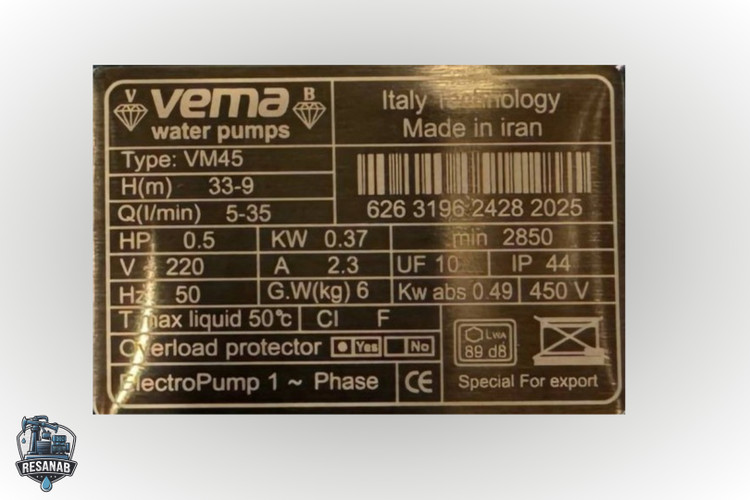 V vema B
water pumps
Italy Technology
Made in iran
Type: VM45
H(m) 33-9
Q(l/min) 5-35
626 3196 2428 2025
HP 0.5 KW 0.37 min 2850
V 220 A 2.3 UF 10 IP 44
Hz 50 G.W(kg) 6 Kw abs 0.49 450 V
T max liquid 50°c Cl F
Overload protector Yes No
LWA
89 d8
ElectroPump 1 ~ Phase CE
Special For export
RESANAB